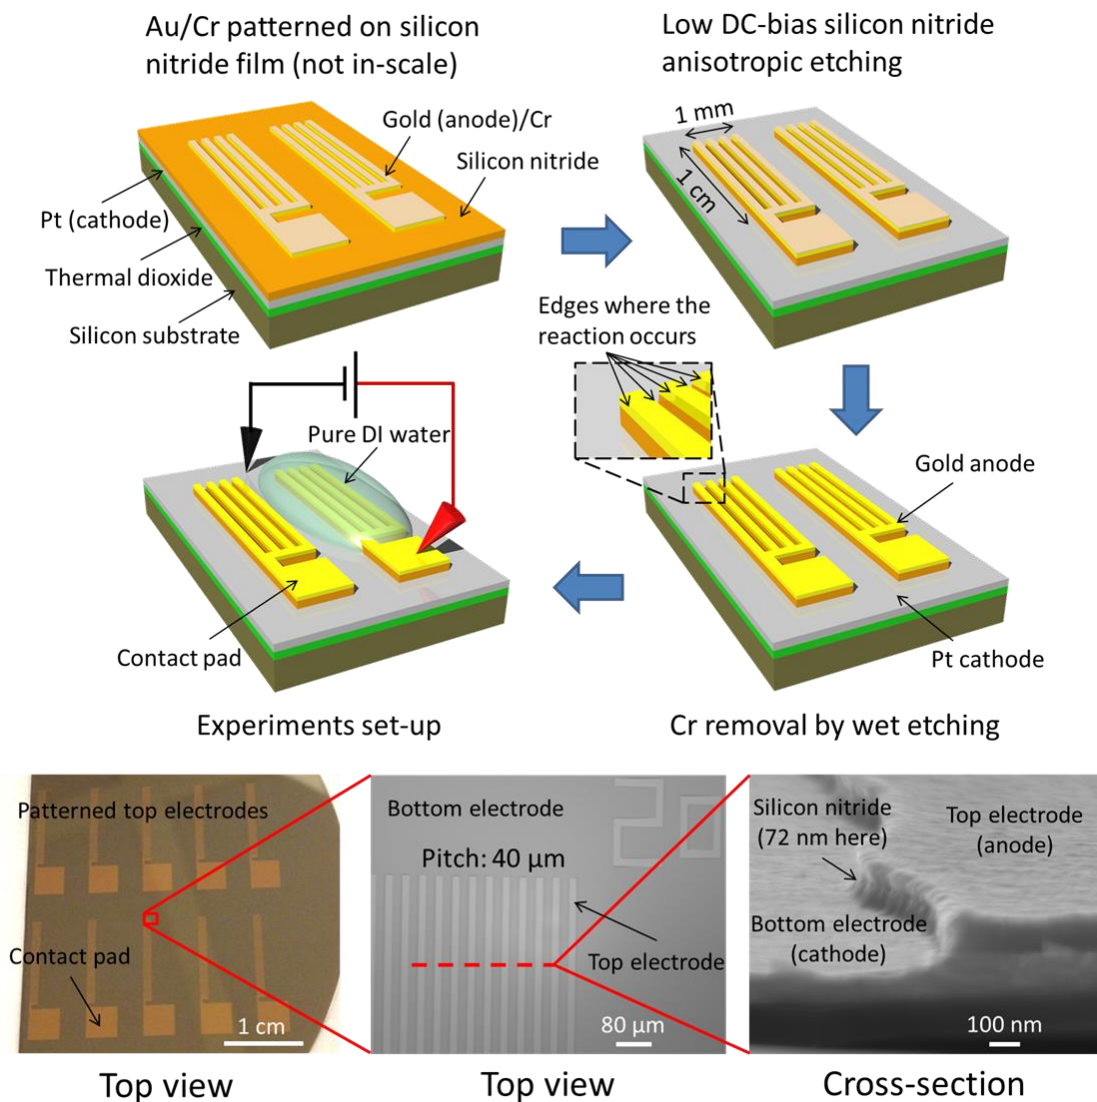 Au/Cr patterned on silicon
nitride film (not in-scale)
Low DC-bias silicon nitride
anisotropic etching
Gold (anode)/Cr
Silicon nitride
Pt (cathode)
Thermal dioxide
Silicon substrate
1 mm
1 cm
Edges where the
reaction occurs
Pure DI water
Contact pad
Gold anode
Pt cathode
Experiments set-up
Cr removal by wet etching
Patterned top electrodes
Contact pad
1 cm
Top view
Bottom electrode
20
Pitch: 40 μm
Top electrode
80 μm
Top view
Silicon nitride
(72 nm here)
Top electrode
(anode)
Bottom electrode
(cathode)
100 nm
Cross-section